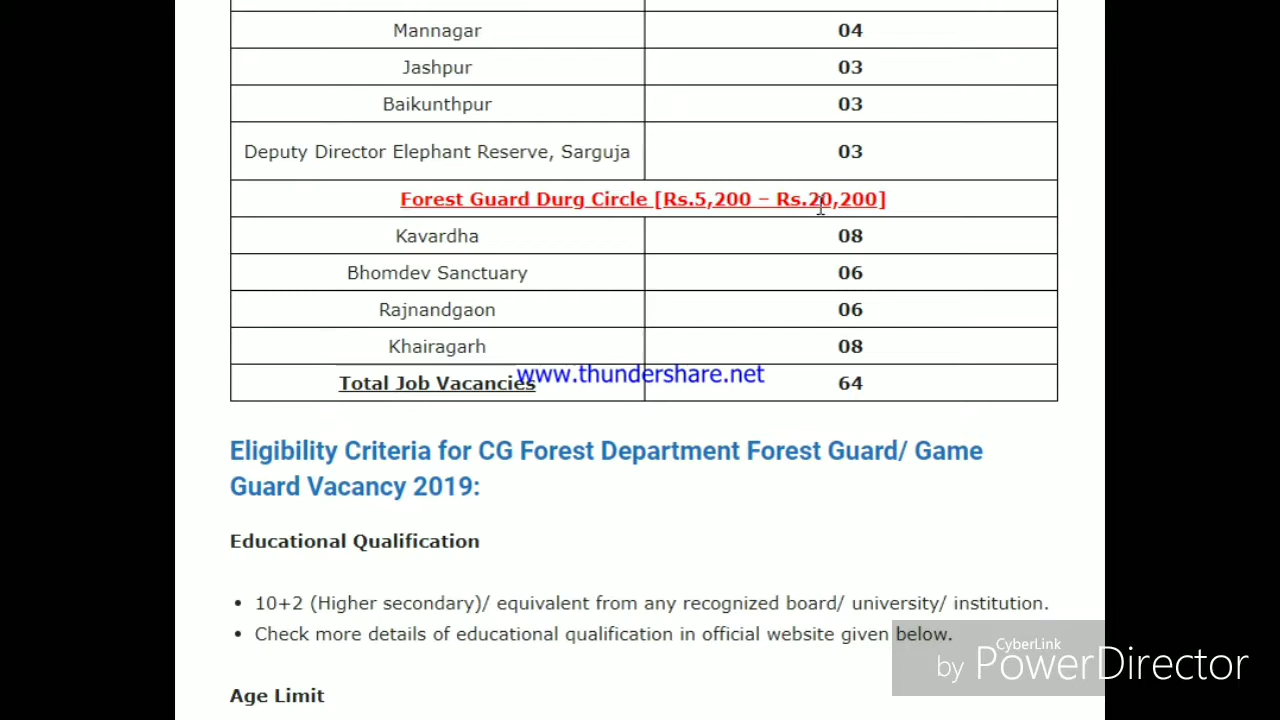 Mannagar 04
Jashpur 03
Baikunthpur 03
Deputy Director Elephant Reserve, Sarguja 03
Forest Guard Durg Circle [Rs.5,200 – Rs.20,200]
Kavardha 08
Bhomdev Sanctuary 06
Rajnandgaon 06
Khairagarh 08
www.thundershare.net
Total Job Vacancies 64
Eligibility Criteria for CG Forest Department Forest Guard/ Game
Guard Vacancy 2019:
Educational Qualification
• 10+2 (Higher secondary)/ equivalent from any recognized board/ university/ institution.
• Check more details of educational qualification in official website given below.
CyberLink
by PowerDirector
Age Limit